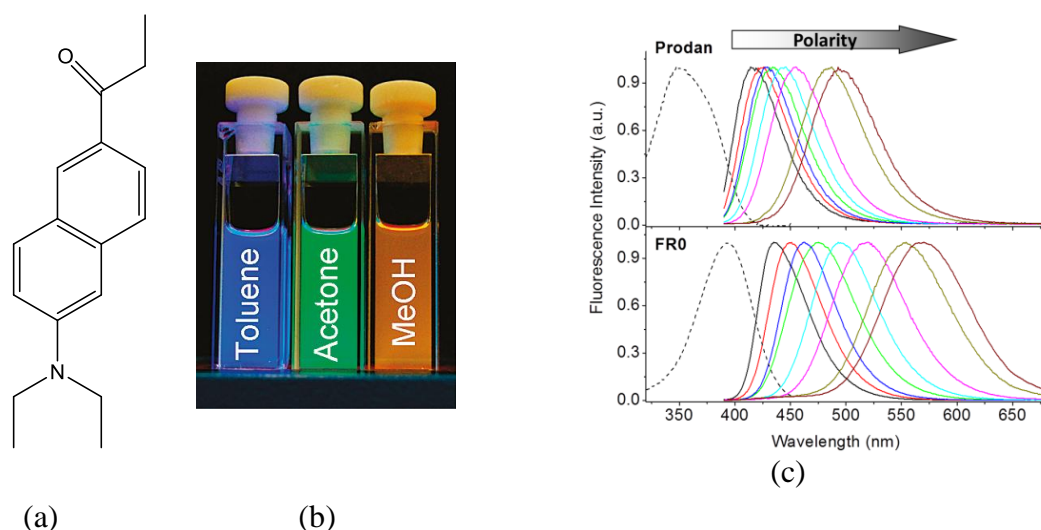 O
N
(a)
Toluene
Acetone
MeOH
(b)
Polarity
Prodan
0.9
0.6
0.3
0.0
FR0
0.9
0.6
0.3
0.0
350 400 450 500 550 600 650
Fluorescence Intensity (a.u.)
Wavelength (nm)
(c)